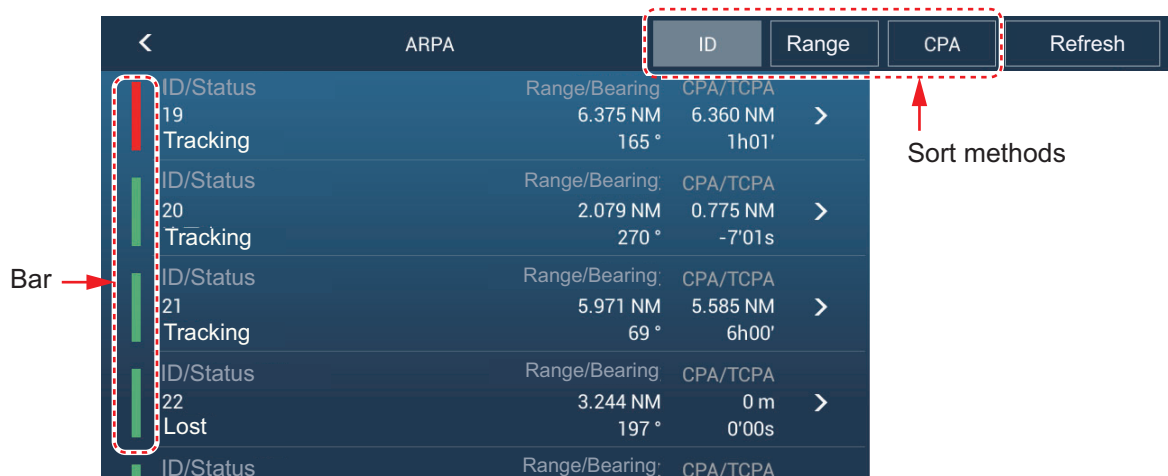 ARPA ID Range CPA Refresh
Sort methods
Bar
ID/Status Range/Bearing CPA/TCPA
19 6.375 NM 6.360 NM
Tracking 165 ° 1h01'
ID/Status Range/Bearing: CPA/TCPA
20 2.079 NM 0.775 NM
Tracking 270 ° -7'01s
ID/Status Range/Bearing: CPA/TCPA
21 5.971 NM 5.585 NM
Tracking 69 ° 6h00'
ID/Status Range/Bearing CPA/TCPA
22 3.244 NM 0 m
Lost 197 ° 0'00s
ID/Status Range/Bearing: CPA/TCPA